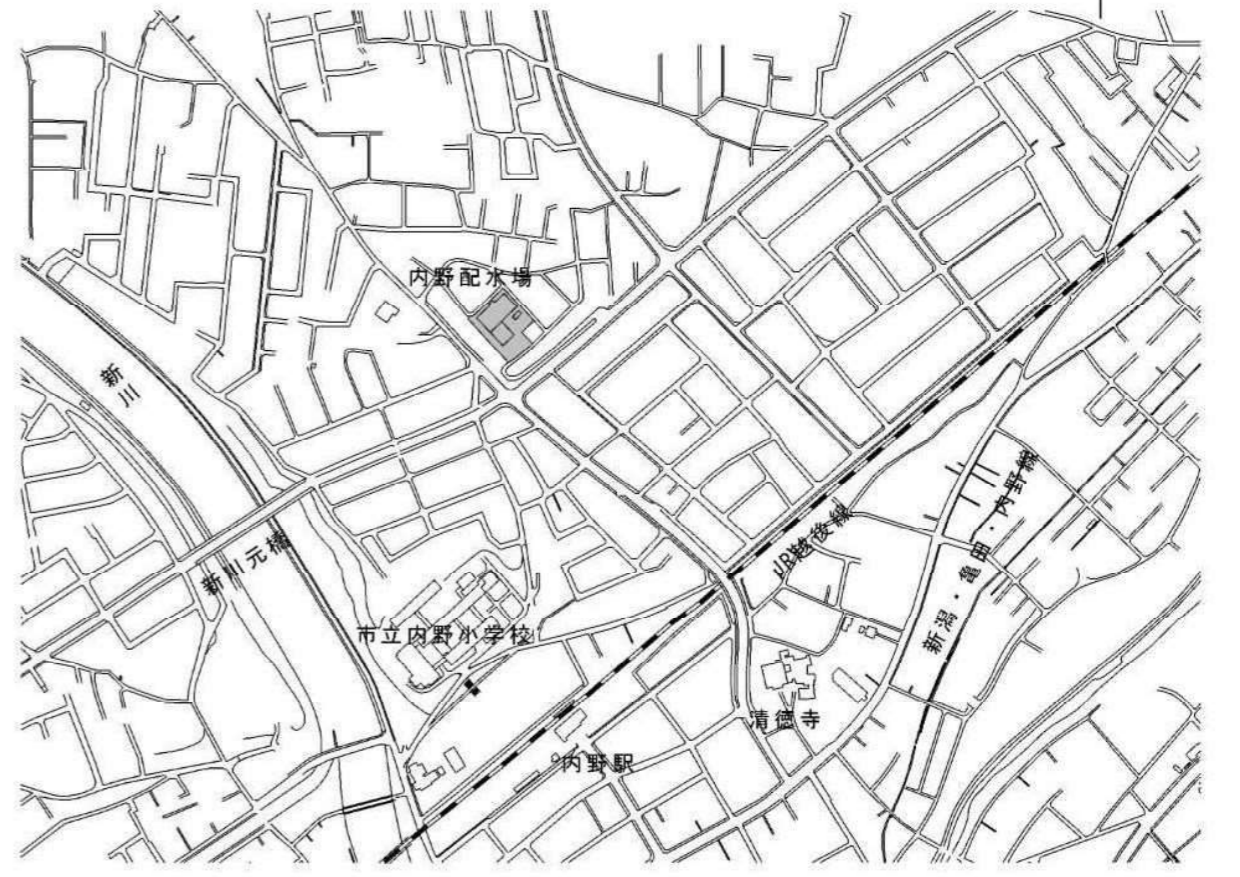 内野配水場
新川
新川元橋
JR越後線
新潟・亀田・内野線
市立内野小学校
清徳寺
内野駅